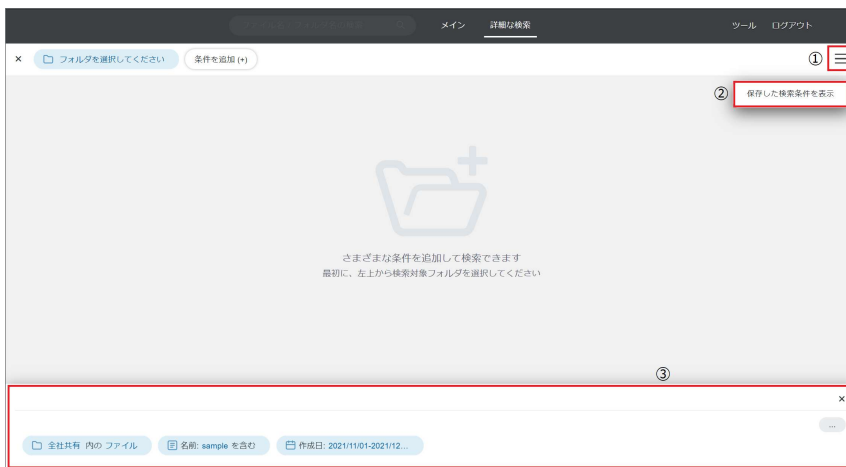 メイン 詳細な検索 ツール ログアウト
× フォルダを選択してください 条件を追加 (+) ①
② 保存した検索条件を表示
さまざまな条件を追加して検索できます
最初に、左上から検索対象フォルダを選択してください
③
×
...
全社共有 内の ファイル 名前: sample を含む 作成日: 2021/11/01-2021/12...